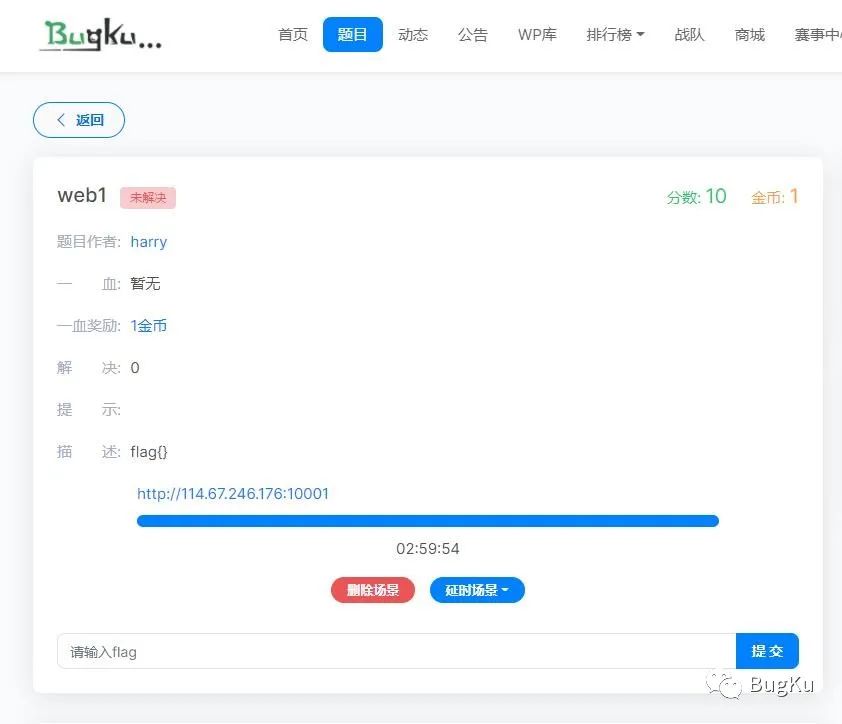 Bugku...
首页 题目 动态 公告 WP库 排行榜 战队 商城 赛事中
返回
web1 未解决 分数: 10 金币: 1
题目作者: harry
一 血: 暂无
一血奖励: 1金币
解 决: 0
提 示:
描 述: flag{}
http://114.67.246.176:10001
02:59:54
删除场景 延时场景
请输入flag 提交
BugKu